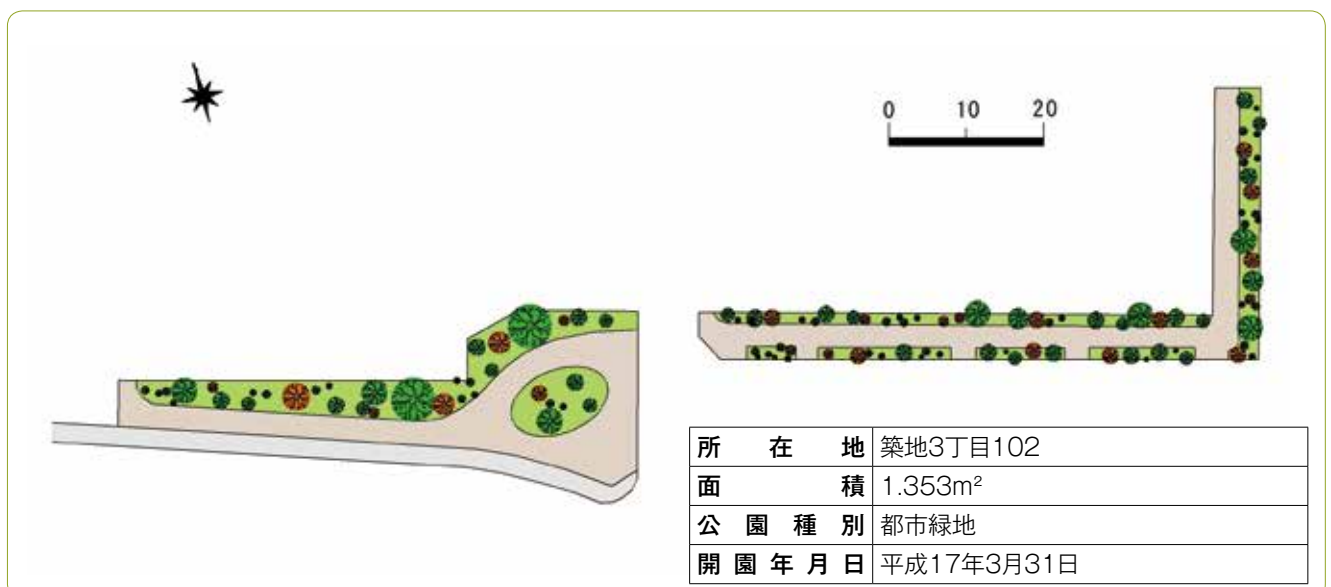 0 10 20
所在地 築地3丁目102
面積 1.353m²
公園種別 都市緑地
開園年月日 平成17年3月31日